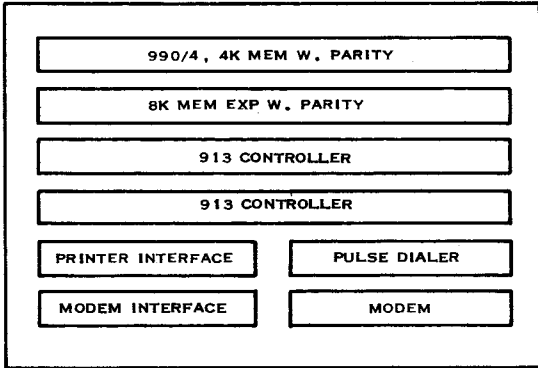 990/4, 4K MEM W. PARITY
8K MEM EXP W. PARITY
913 CONTROLLER
913 CONTROLLER
PRINTER INTERFACE
PULSE DIALER
MODEM INTERFACE
MODEM